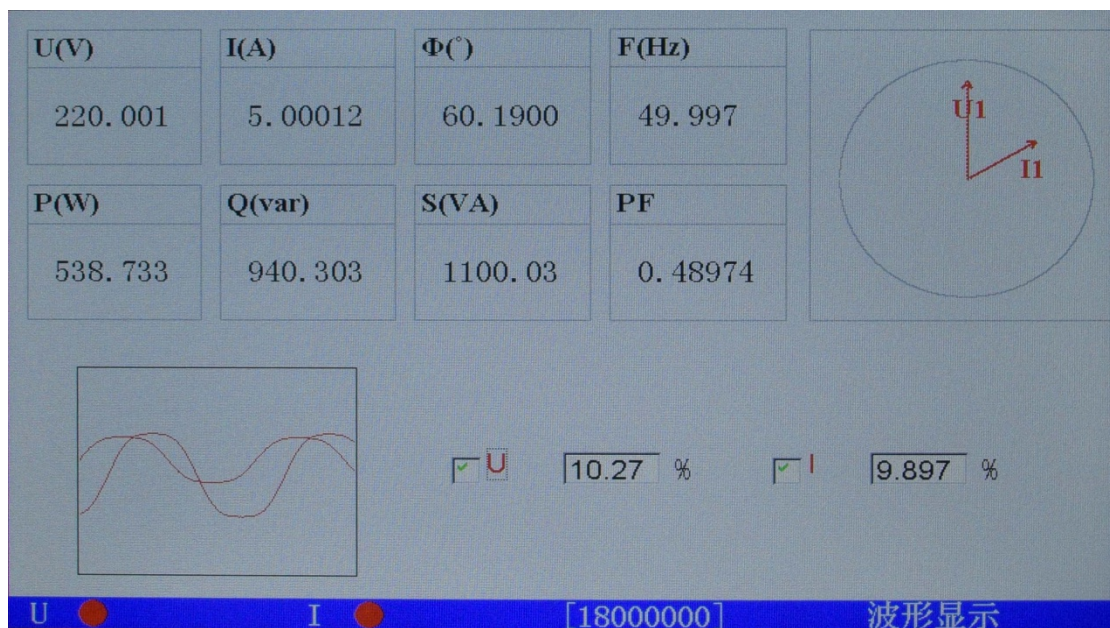 U(V) I(A) Φ(°) F(Hz)
220.001 5.00012 60.1900 49.997
U1
I1
P(W) Q(var) S(VA) PF
538.733 940.303 1100.03 0.48974
U 10.27 % I 9.897 %
U I [18000000] 波形显示